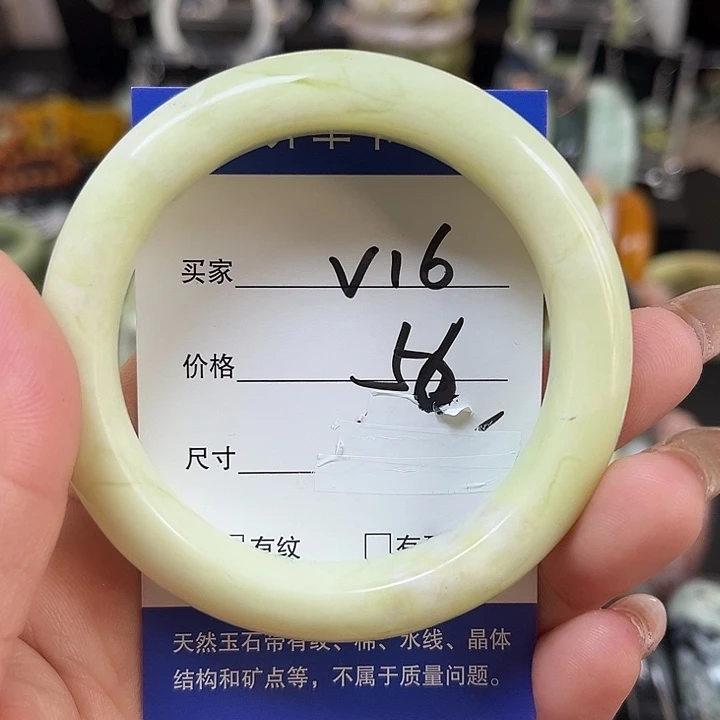 买家 V16
价格 56
尺寸
有纹 有
天然玉石带有纹、棉、水线、晶体
结构和矿点等，不属于质量问题。